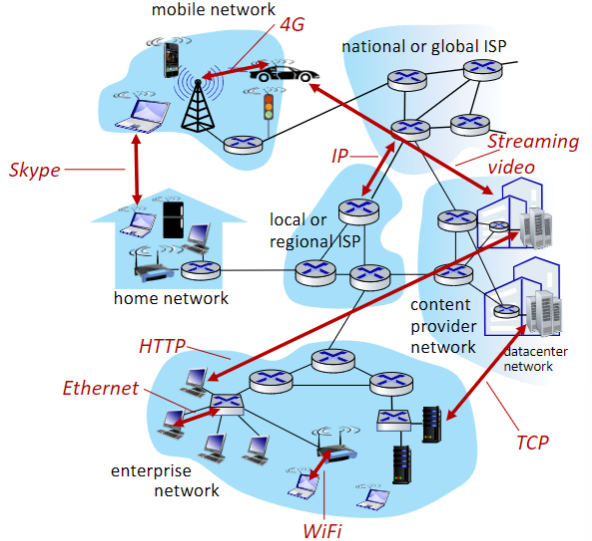 mobile network
4G
national or global ISP
Skype
IP
Streaming
video
local or
regional ISP
home network
content
provider
network
datacenter
network
HTTP
Ethernet
TCP
enterprise
network
WiFi